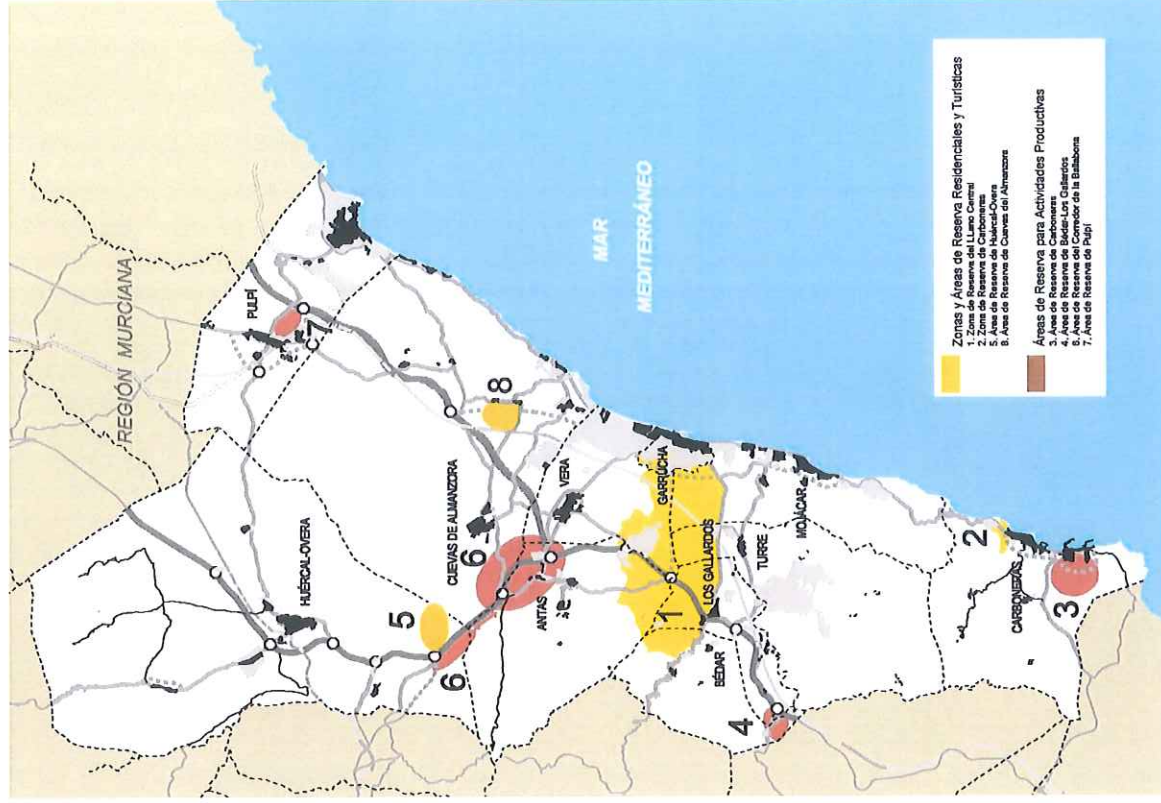 REGIÓN MURCIANA
PULPÍ
7
HUÉRCAL-OVERA
8
MAR
MEDITERRÁNEO
CUEVAS DE ALMANZORA
6
5
6
VERA
ANTAS
GARRUCHA
1
LOS GALLARDOS
BÉDAR
TURRE
MOJÁCAR
4
2
CARBONERAS
3
Zonas y Áreas de Reserva Residenciales y Turísticas
1. Zona de Reserva del LLano Central
2. Zona de Reserva de Carboneras
5. Área de Reserva de Huércal-Overa
8. Área de Reserva de Cuevas del Almanzora
Áreas de Reserva para Actividades Productivas
3. Área de Reserva de Carboneras
4. Área de Reserva de Bédar-Los Gallardos
6. Área de Reserva del Corredor de la Ballabona
7. Área de Reserva de Pulpí